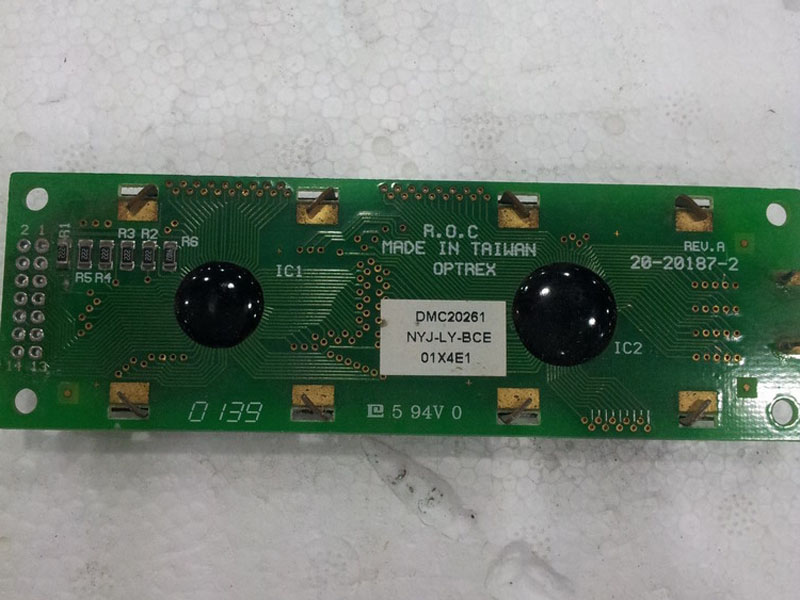 2 1
R1
R3 R2
R6
R5 R4
14 13
IC1
R.O.C
MADE IN TAIWAN
OPTREX
REV.A
20-20187-2
DMC20261
NYJ-LY-BCE
01X4E1
IC2
0139
5 94V 0